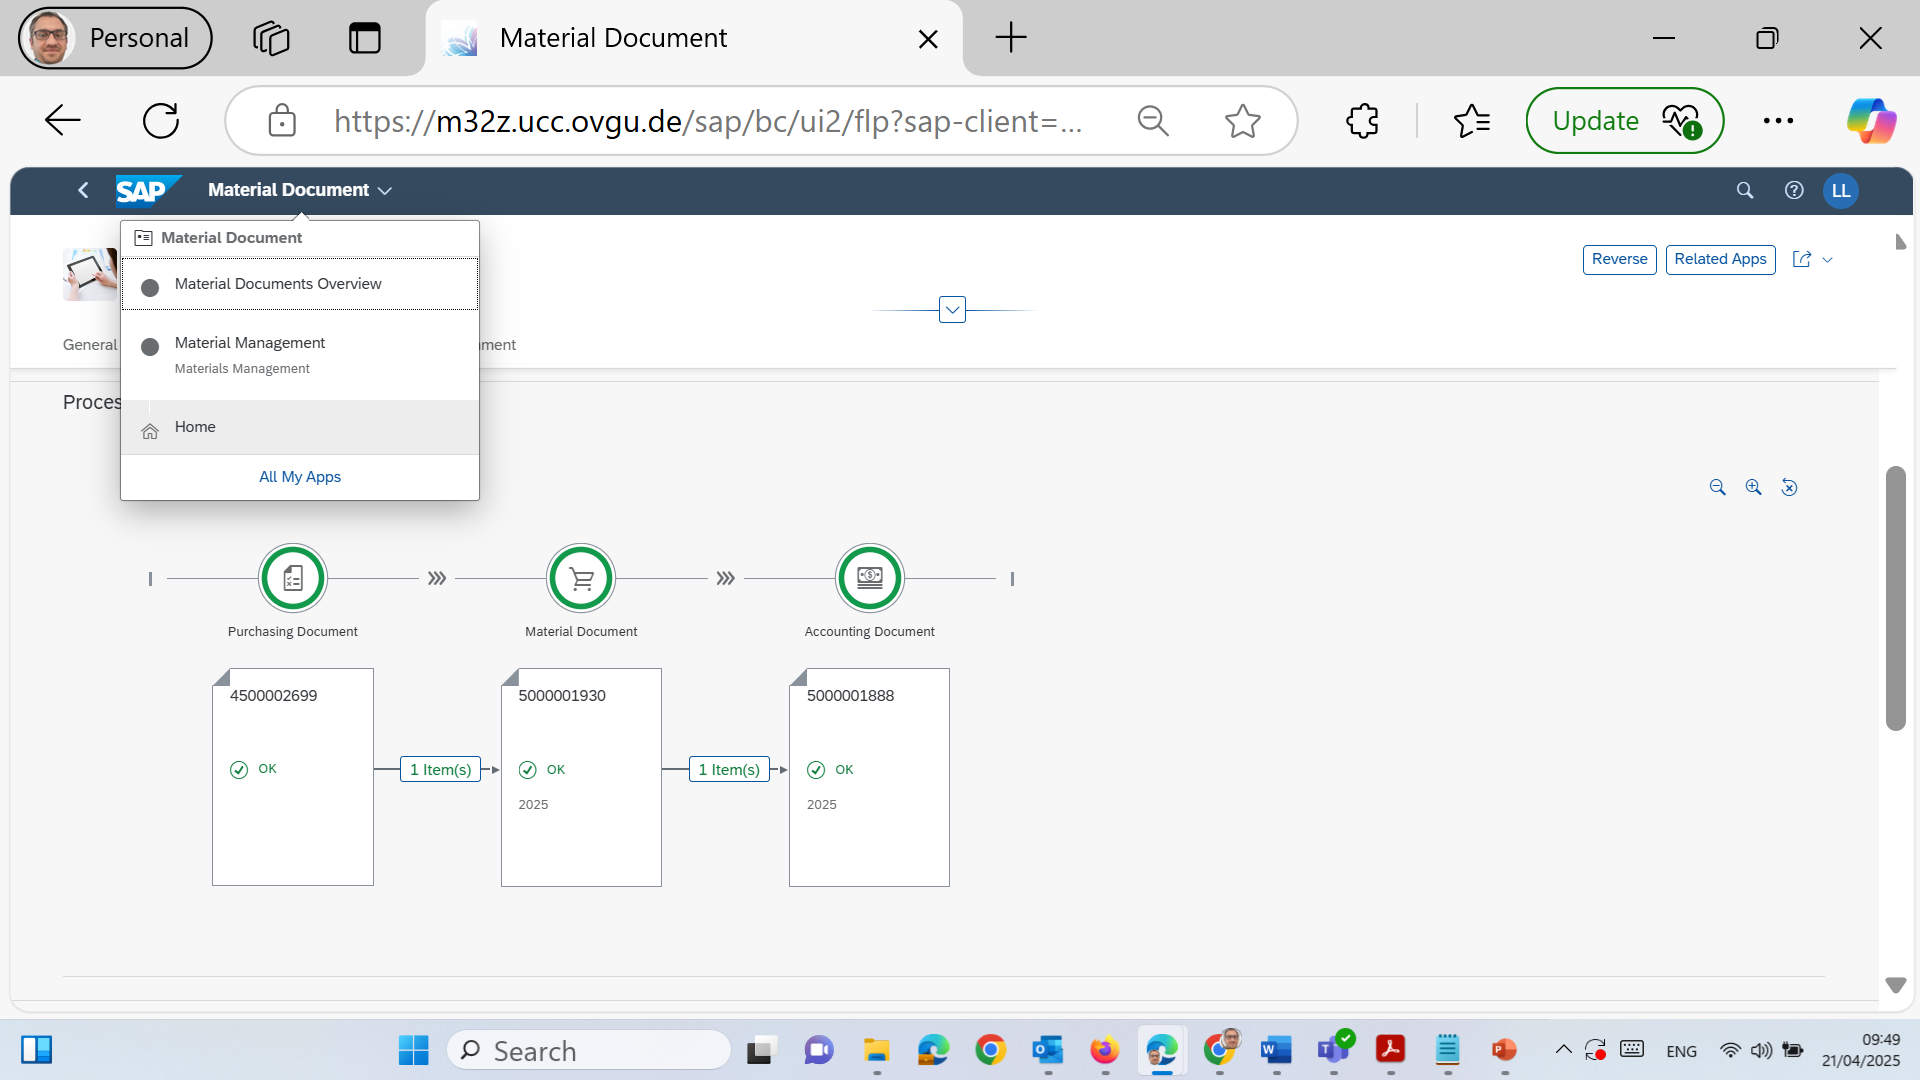 Personal
Material Document
https://m32z.ucc.ovgu.de/sap/bc/ui2/flp?sap-client=...
Update
SAP
Material Document
LL
Material Document
Material Documents Overview
Material Management
Materials Management
Home
All My Apps
Reverse
Related Apps
General
ment
Proces
Purchasing Document
Material Document
Accounting Document
4500002699
5000001930
5000001888
OK
1 Item(s)
OK
1 Item(s)
OK
2025
2025
Search
ENG
09:49
21/04/2025